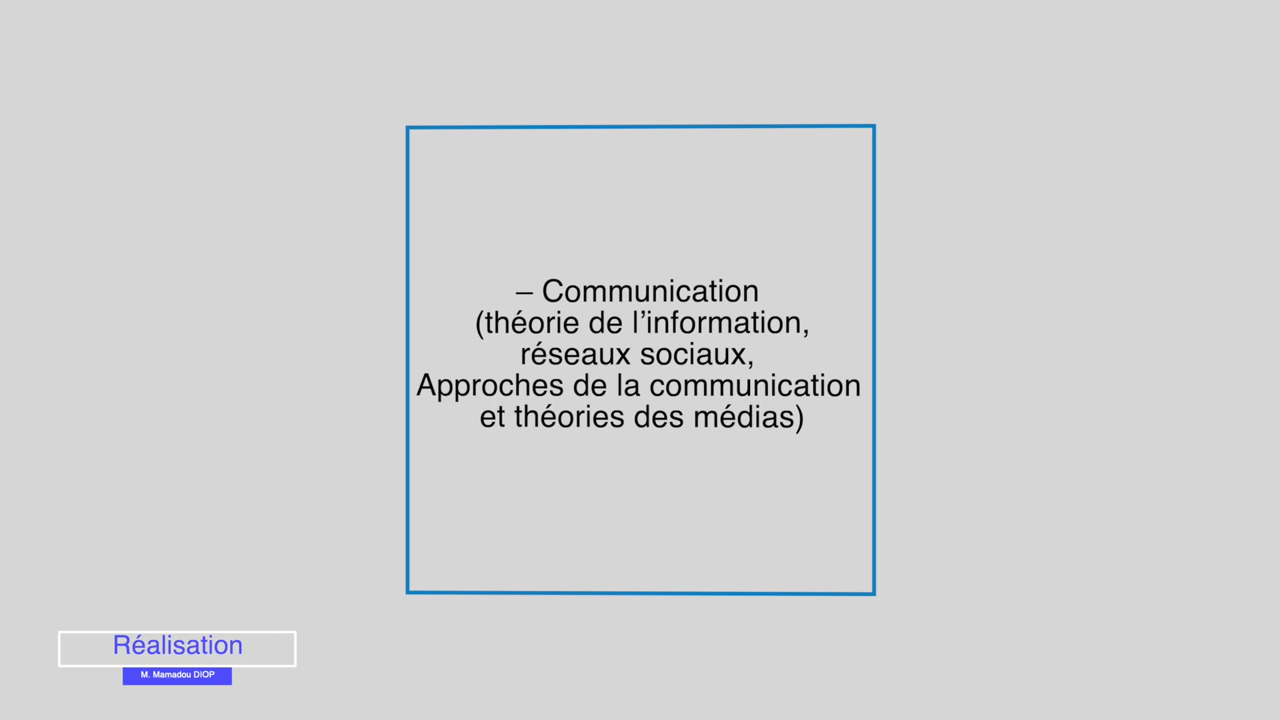 – Communication
(théorie de l’information,
réseaux sociaux,
Approches de la communication
et théories des médias)
Réalisation
M. Mamadou DIOP